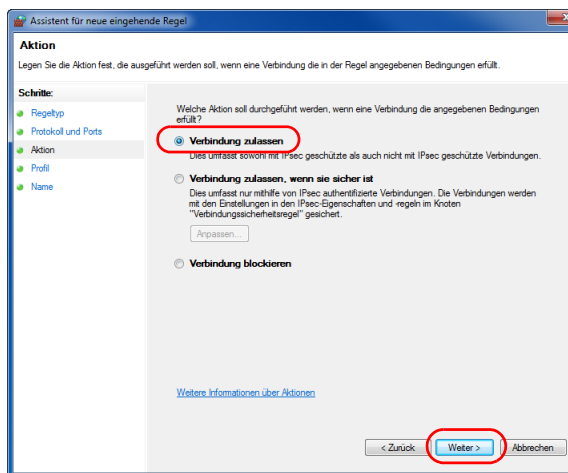 Assistent für neue eingehende Regel
Aktion
Legen Sie die Aktion fest, die ausgeführt werden soll, wenn eine Verbindung die in der Regel angegebenen Bedingungen erfüllt.
Schritte:
Regeltyp
Protokoll und Ports
Aktion
Profil
Name
Welche Aktion soll durchgeführt werden, wenn eine Verbindung die angegebenen Bedingungen
erfüllt?
Verbindung zulassen
Dies umfasst sowohl mit IPsec geschützte als auch nicht mit IPsec geschützte Verbindungen.
Verbindung zulassen, wenn sie sicher ist
Dies umfasst nur mithilfe von IPsec authentifizierte Verbindungen. Die Verbindungen werden
mit den Einstellungen in den IPsec-Eigenschaften und -regeln im Knoten
"Verbindungssicherheitsregel" gesichert.
Anpassen...
Verbindung blockieren
Weitere Informationen über Aktionen
< Zurück Weiter > Abbrechen